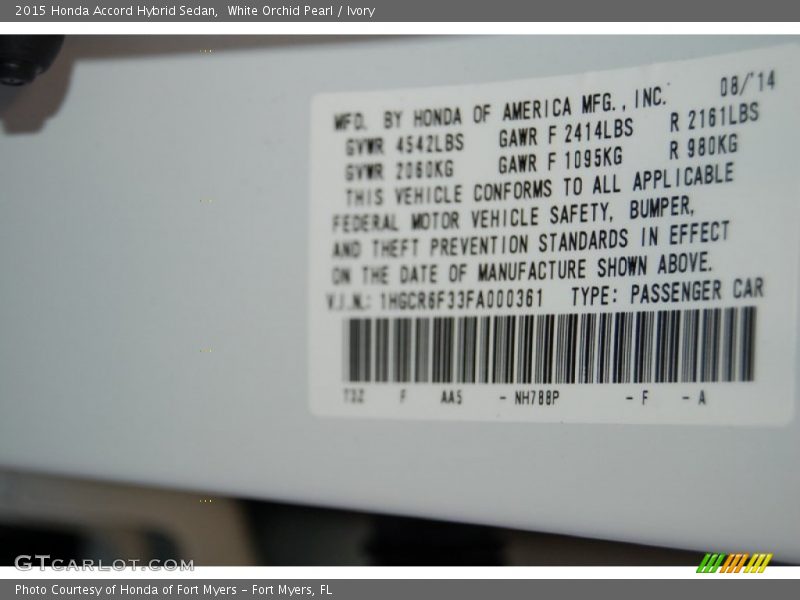 2015 Honda Accord Hybrid Sedan,  White Orchid Pearl / Ivory
08/'14
MFD. BY HONDA OF AMERICA MFG., INC.
GVWR 4542LBS  GAWR F 2414LBS  R 2161LBS
GVWR 2060KG  GAWR F 1095KG  R 980KG
THIS VEHICLE CONFORMS TO ALL APPLICABLE
FEDERAL MOTOR VEHICLE SAFETY, BUMPER,
AND THEFT PREVENTION STANDARDS IN EFFECT
ON THE DATE OF MANUFACTURE SHOWN ABOVE.
V.I.N.: 1HGCR6F33FA000361  TYPE: PASSENGER CAR
T3Z  F  AA5  - NH788P  - F  - A
GTCARLOT.COM
Photo Courtesy of Honda of Fort Myers – Fort Myers, FL